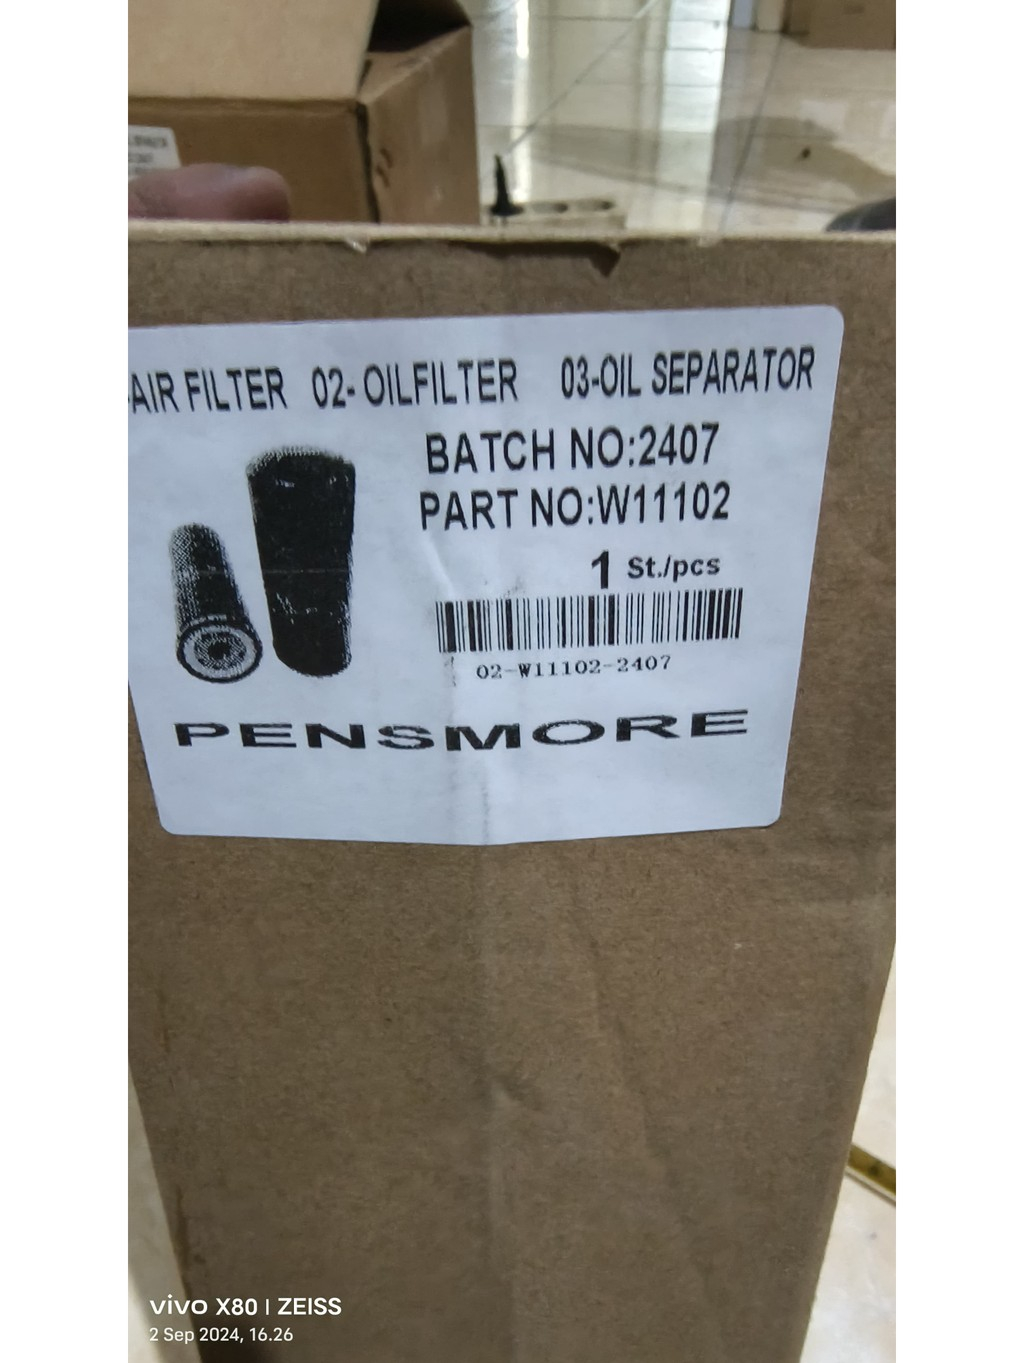 -AIR FILTER 02- OILFILTER 03-OIL SEPARATOR
BATCH NO:2407
PART NO:W11102
1 St./pcs
02-W11102-2407
PENSMORE
vivo X80 | ZEISS
2 Sep 2024, 16.26